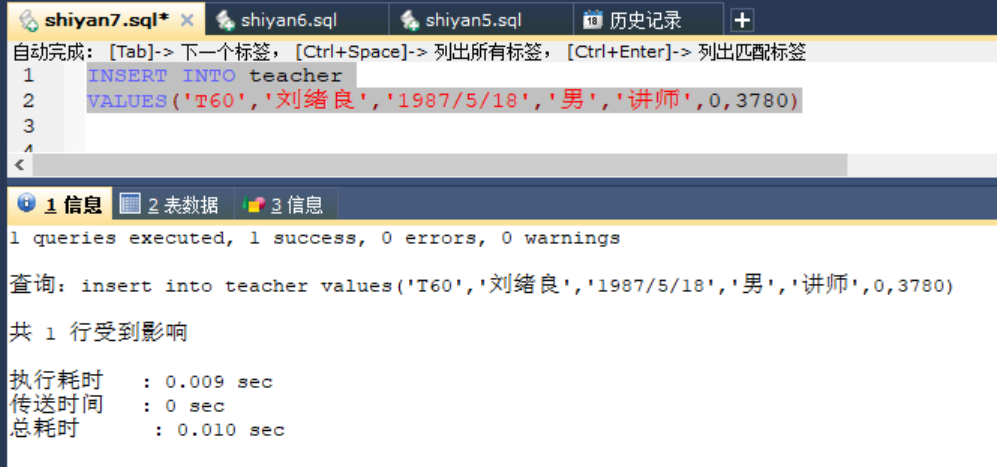 shiyan7.sql* × shiyan6.sql shiyan5.sql 18 历史记录 +
自动完成: [Tab]-> 下一个标签, [Ctrl+Space]-> 列出所有标签, [Ctrl+Enter]-> 列出匹配标签
1 INSERT INTO teacher
2 VALUES('T60','刘绪良','1987/5/18','男','讲师',0,3780)
3
4
1 信息 2 表数据 3 信息
1 queries executed, 1 success, 0 errors, 0 warnings
查询: insert into teacher values('T60','刘绪良','1987/5/18','男','讲师',0,3780)
共 1 行受到影响
执行耗时 : 0.009 sec
传送时间 : 0 sec
总耗时 : 0.010 sec